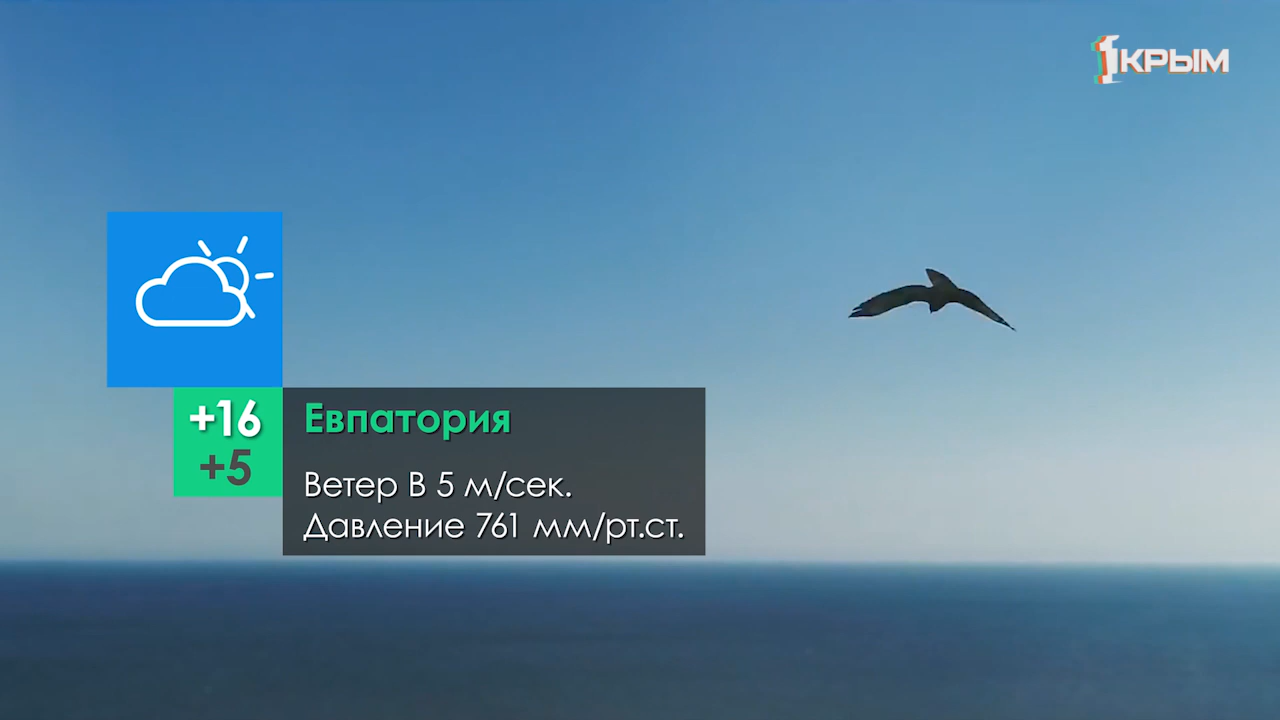 1КРЫМ
+16
+5
Евпатория
Ветер В 5 м/сек.
Давление 761 мм/рт.ст.